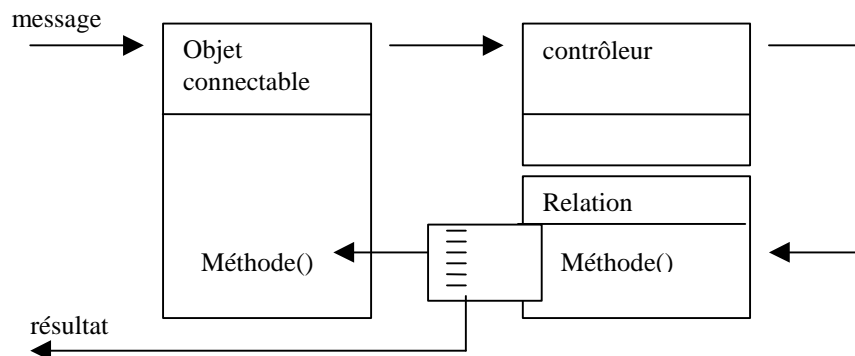 message
Objet
connectable
contrôleur
Relation
Méthode()
Méthode()
résultat